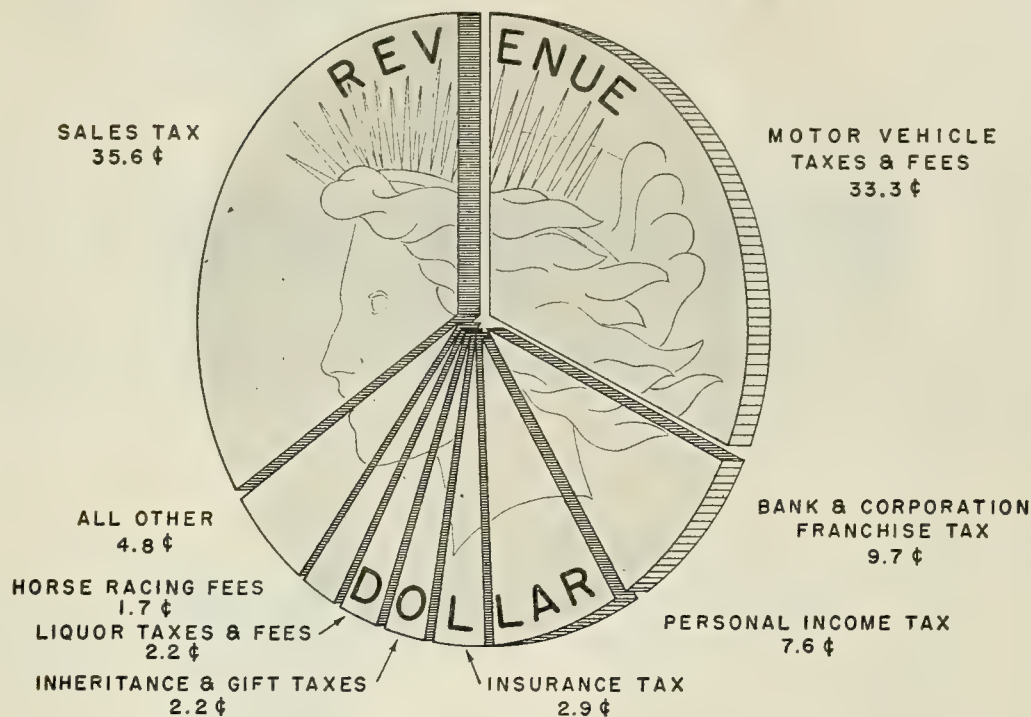 REVENUE
SALES TAX
35.6 ¢
MOTOR VEHICLE
TAXES & FEES
33.3 ¢
BANK & CORPORATION
FRANCHISE TAX
9.7 ¢
ALL OTHER
4.8 ¢
HORSE RACING FEES
1.7 ¢
LIQUOR TAXES & FEES
2.2 ¢
INHERITANCE & GIFT TAXES
2.2 ¢
DOLLAR
INSURANCE TAX
2.9 ¢
PERSONAL INCOME TAX
7.6 ¢